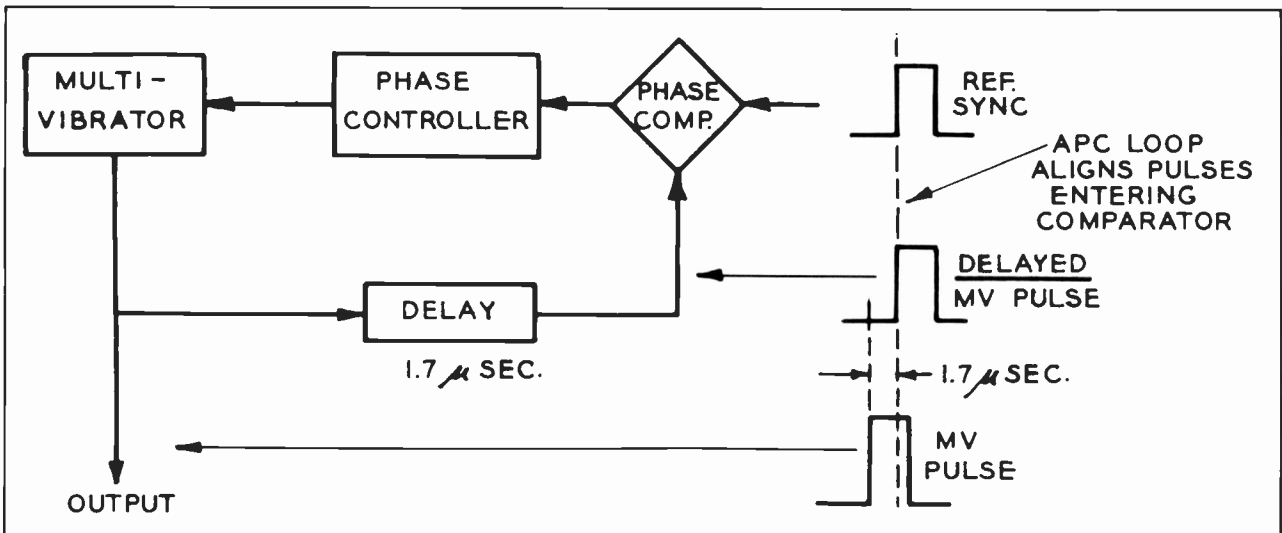 MULTI-
VIBRATOR
PHASE
CONTROLLER
PHASE
COMP.
REF.
SYNC
APC LOOP
ALIGNS PULSES
ENTERING
COMPARATOR
DELAYED
MV PULSE
DELAY
1.7 μ SEC.
1.7 μ SEC.
MV
PULSE
OUTPUT